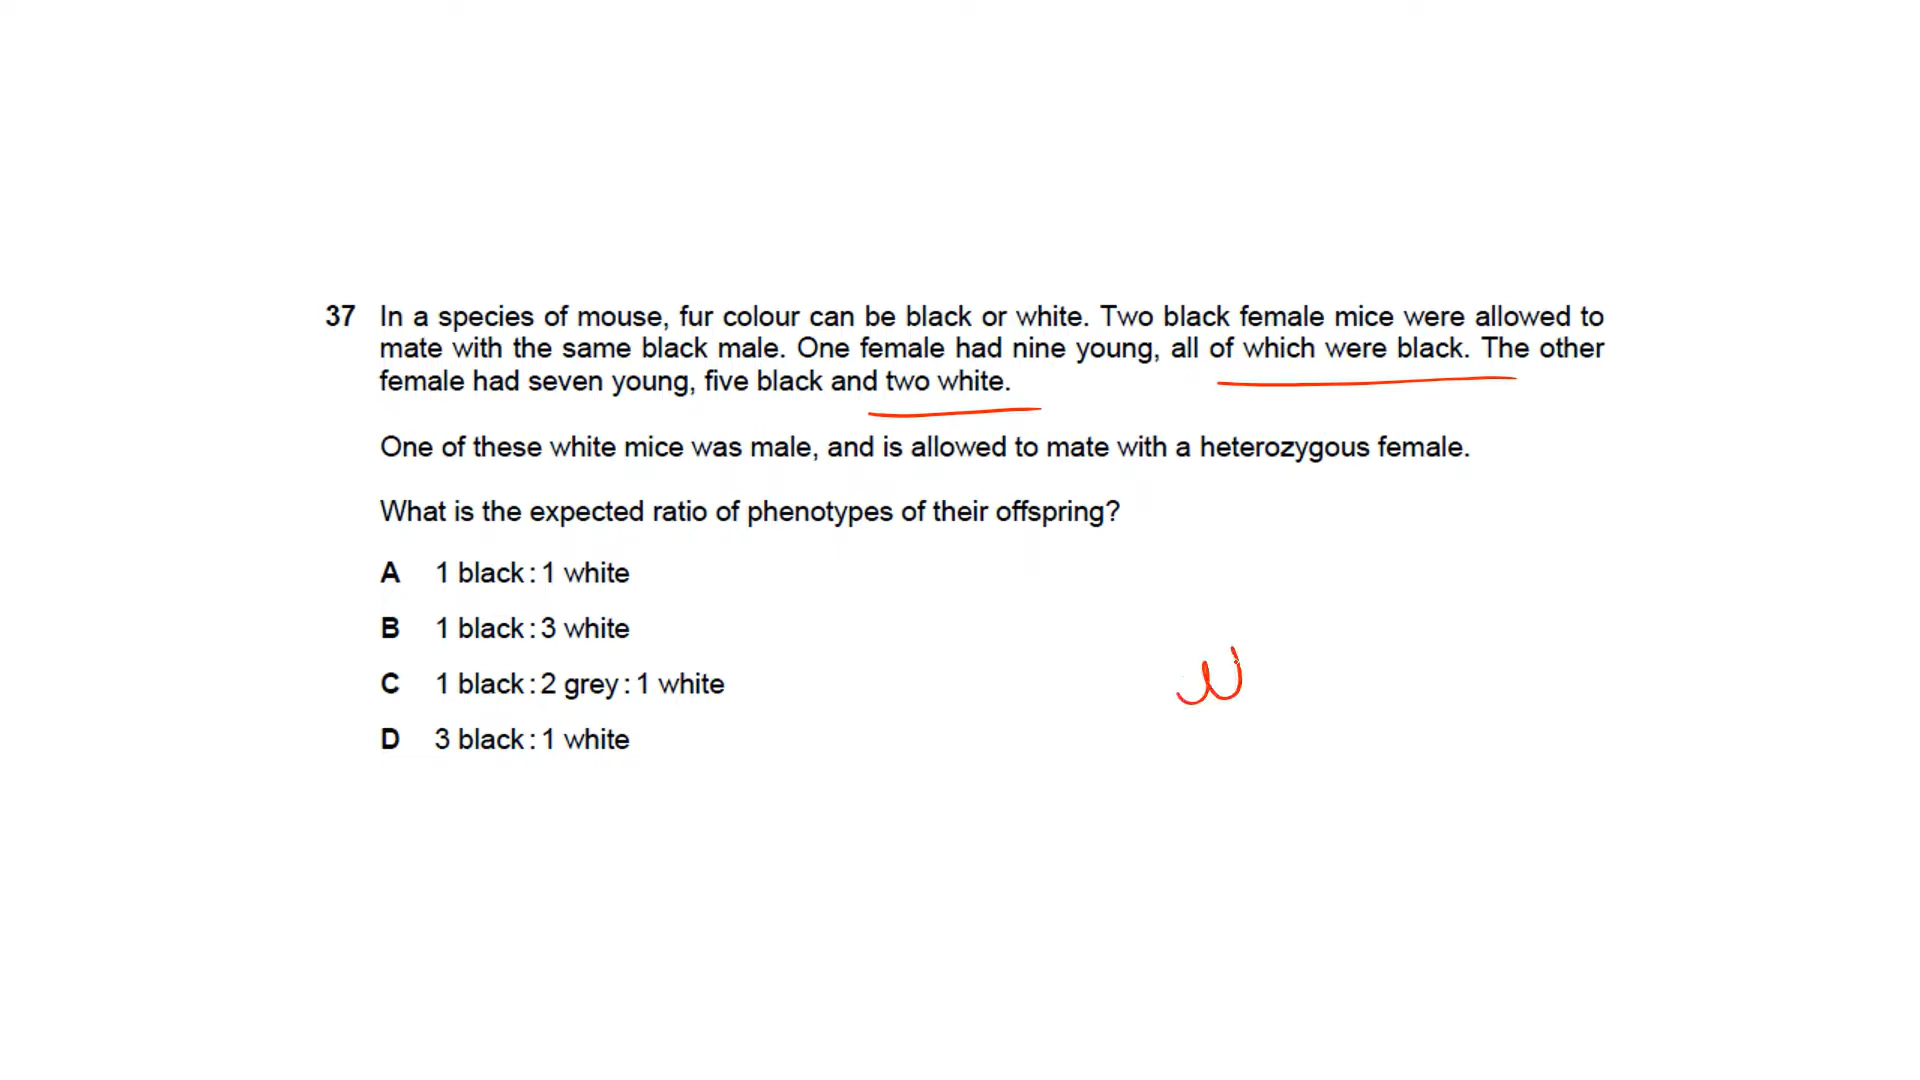 37 In a species of mouse, fur colour can be black or white. Two black female mice were allowed to
mate with the same black male. One female had nine young, all of which were black. The other
female had seven young, five black and two white.
One of these white mice was male, and is allowed to mate with a heterozygous female.
What is the expected ratio of phenotypes of their offspring?
A 1 black : 1 white
B 1 black : 3 white
C 1 black : 2 grey : 1 white
D 3 black : 1 white